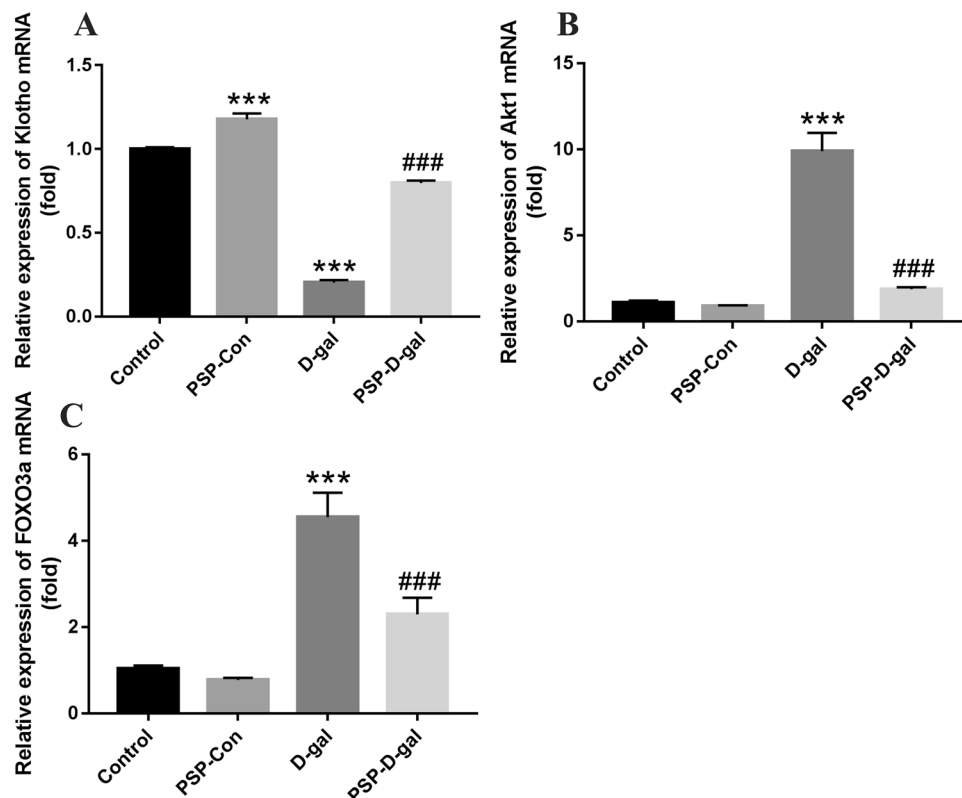 A
Relative expression of Klotho mRNA
(fold)
1.5
1.0
0.5
0.0
***
***
###
Control
PSP-Con
D-gal
PSP-D-gal
B
Relative expression of Akt1 mRNA
(fold)
15
10
5
0
***
###
Control
PSP-Con
D-gal
PSP-D-gal
C
Relative expression of FOXO3a mRNA
(fold)
6
4
2
0
***
###
Control
PSP-Con
D-gal
PSP-D-gal